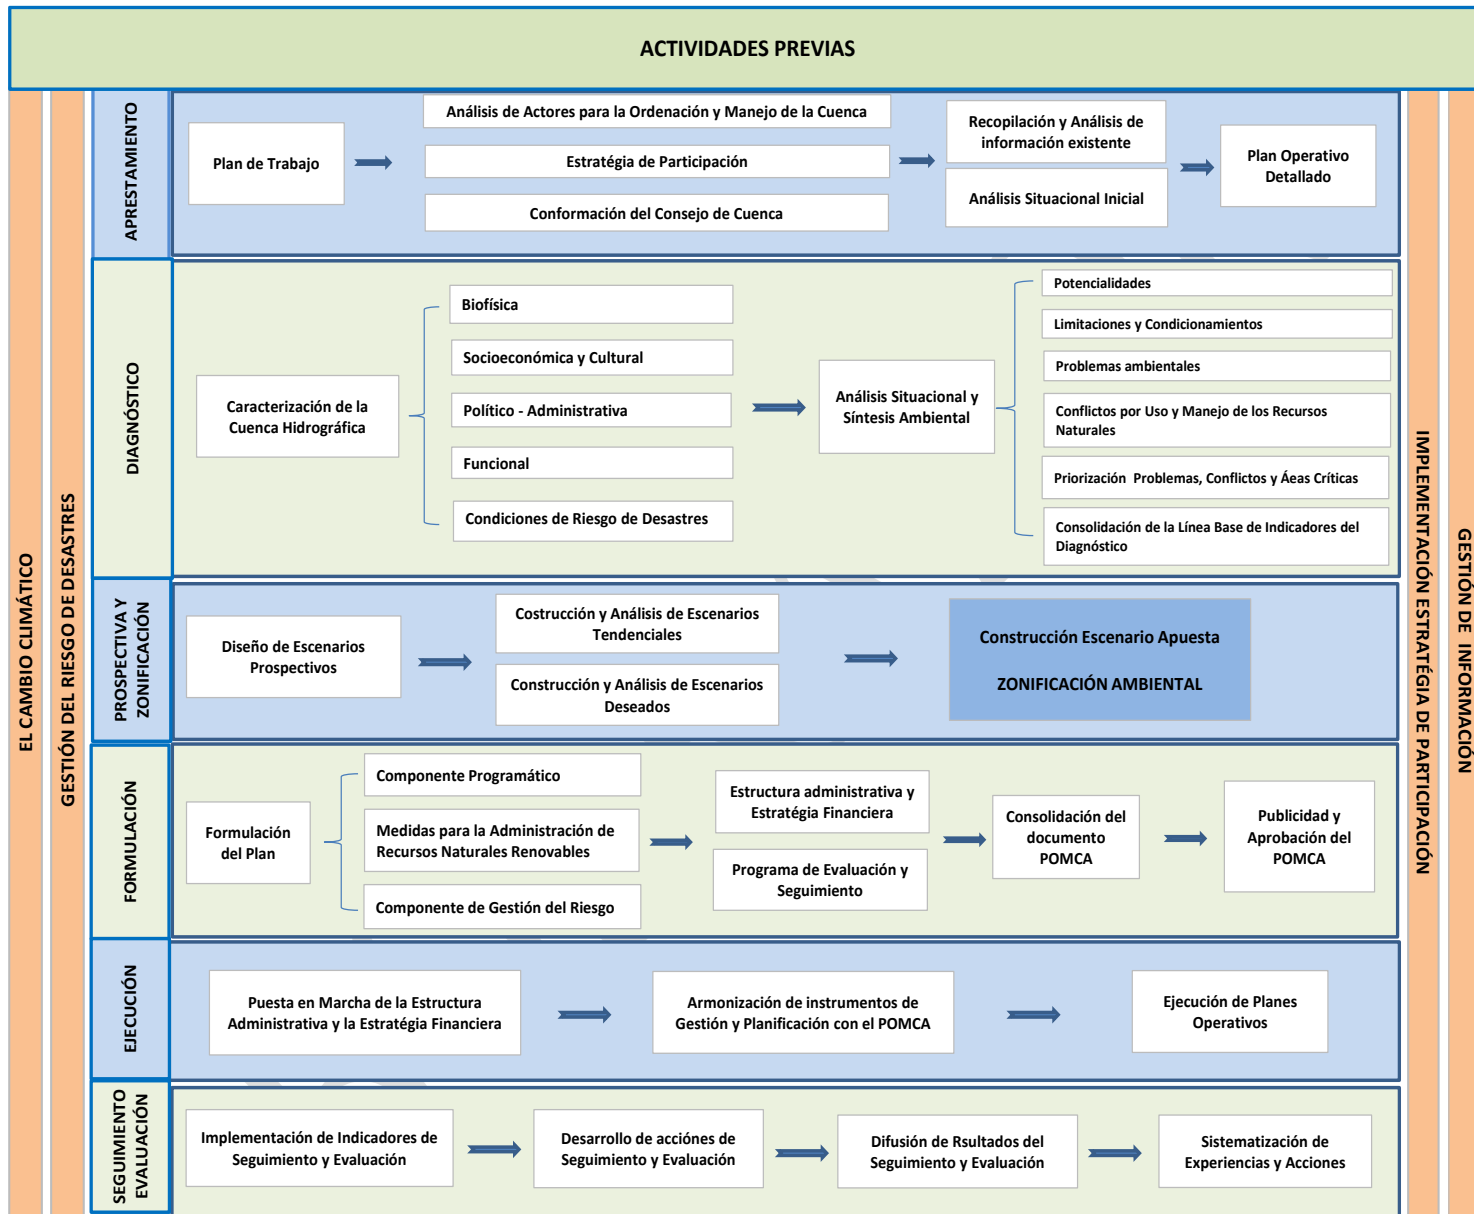 ACTIVIDADES PREVIAS
EL CAMBIO CLIMÁTICO
GESTIÓN DEL RIESGO DE DESASTRES
APRESTAMIENTO
Plan de Trabajo
Análisis de Actores para la Ordenación y Manejo de la Cuenca
Estratégia de Participación
Conformación del Consejo de Cuenca
Recopilación y Análisis de
información existente
Análisis Situacional Inicial
Plan Operativo
Detallado
DIAGNÓSTICO
Caracterización de la
Cuenca Hidrográfica
Biofísica
Socioeconómica y Cultural
Político - Administrativa
Funcional
Condiciones de Riesgo de Desastres
Análisis Situacional y
Síntesis Ambiental
Potencialidades
Limitaciones y Condicionamientos
Problemas ambientales
Conflictos por Uso y Manejo de los Recursos
Naturales
Priorización  Problemas, Conflictos y Áeas Críticas
Consolidación de la Línea Base de Indicadores del
Diagnóstico
PROSPECTIVA Y
ZONIFICACIÓN
Diseño de Escenarios
Prospectivos
Costrucción y Análisis de Escenarios
Tendenciales
Construcción y Análisis de Escenarios
Deseados
Construcción Escenario Apuesta
ZONIFICACIÓN AMBIENTAL
FORMULACIÓN
Formulación
del Plan
Componente Programático
Medidas para la Administración de
Recursos Naturales Renovables
Componente de Gestión del Riesgo
Estructura administrativa y
Estratégia Financiera
Programa de Evaluación y
Seguimiento
Consolidación del
documento
POMCA
Publicidad y
Aprobación del
POMCA
EJECUCIÓN
Puesta en Marcha de la Estructura
Administrativa y la Estratégia Financiera
Armonización de instrumentos de
Gestión y Planificación con el POMCA
Ejecución de Planes
Operativos
SEGUIMIENTO
EVALUACIÓN
Implementación de Indicadores de
Seguimiento y Evaluación
Desarrollo de acciónes de
Seguimiento y Evaluación
Difusión de Rsultados del
Seguimiento y Evaluación
Sistematización de
Experiencias y Acciones
IMPLEMENTACIÓN ESTRATÉGIA DE PARTICIPACIÓN
GESTIÓN DE  INFORMACIÓN